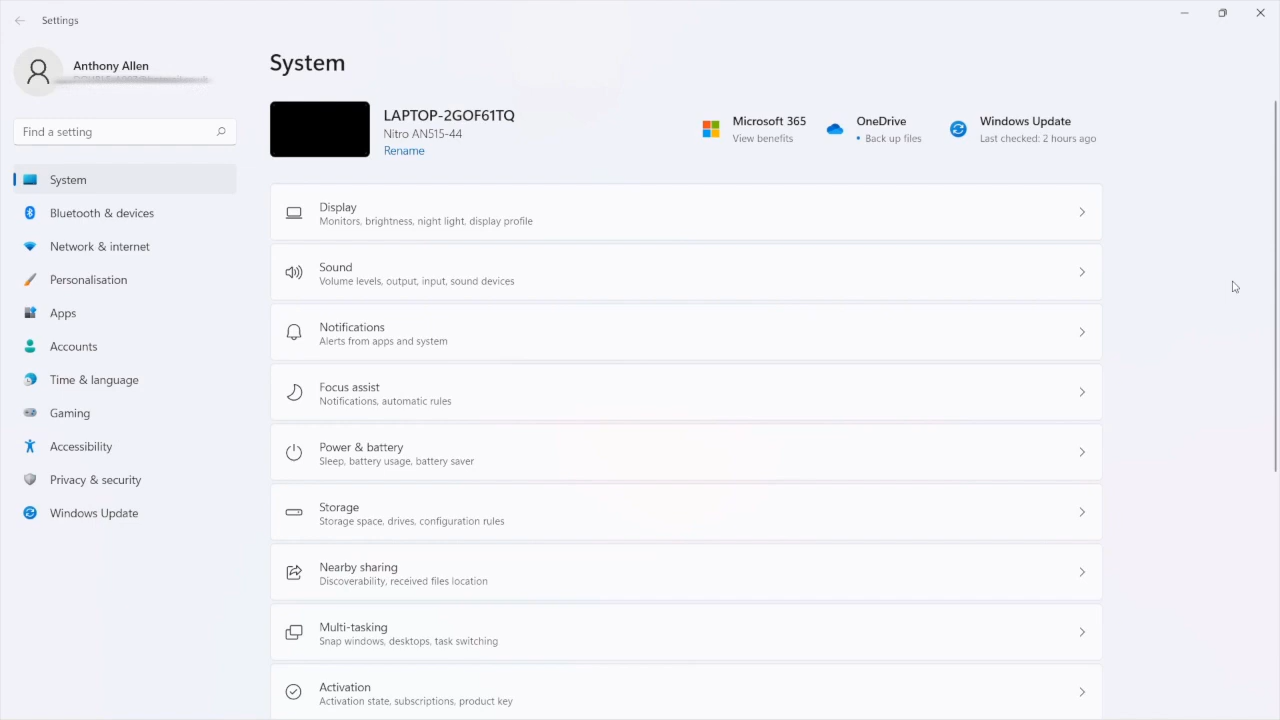 Settings
Anthony Allen
Find a setting
System
Bluetooth & devices
Network & internet
Personalisation
Apps
Accounts
Time & language
Gaming
Accessibility
Privacy & security
Windows Update
System
LAPTOP-2GOF61TQ
Nitro AN515-44
Rename
Microsoft 365
View benefits
OneDrive
• Back up files
Windows Update
Last checked: 2 hours ago
Display
Monitors, brightness, night light, display profile
Sound
Volume levels, output, input, sound devices
Notifications
Alerts from apps and system
Focus assist
Notifications, automatic rules
Power & battery
Sleep, battery usage, battery saver
Storage
Storage space, drives, configuration rules
Nearby sharing
Discoverability, received files location
Multi-tasking
Snap windows, desktops, task switching
Activation
Activation state, subscriptions, product key